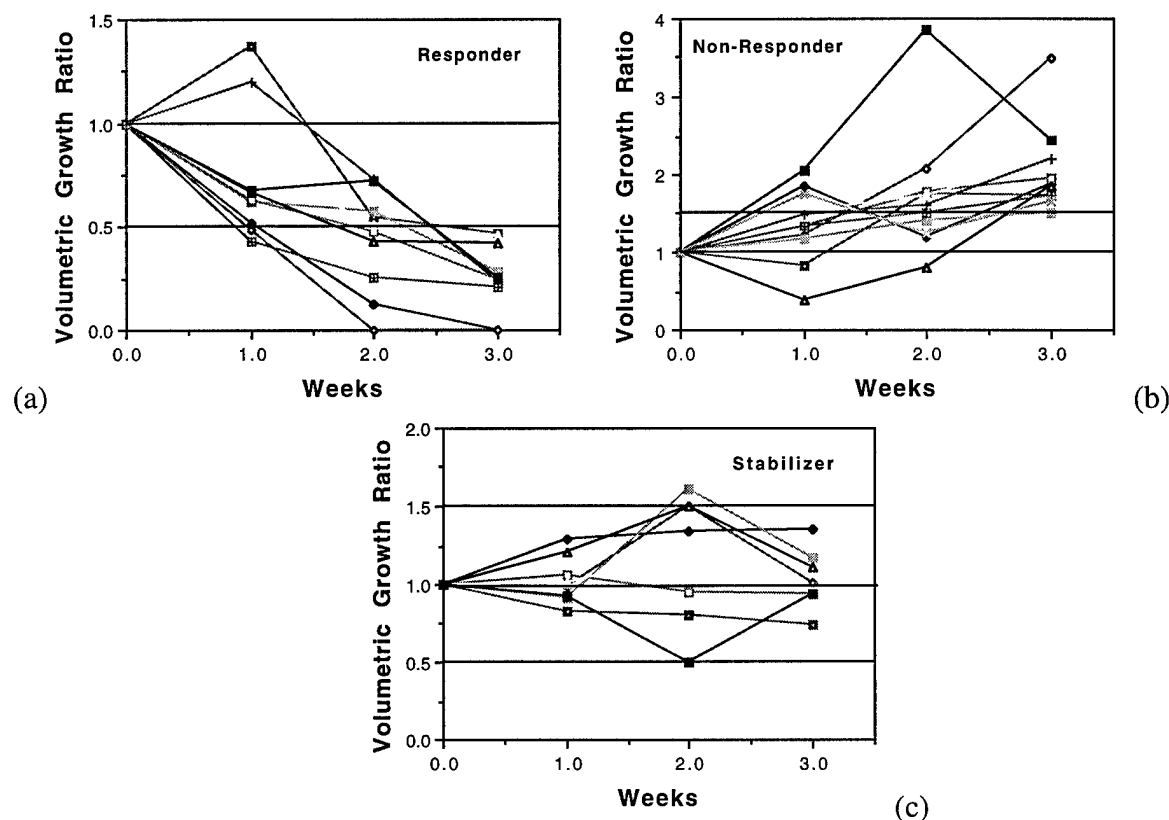 1.5
1.0
0.5
0.0
Volumetric Growth Ratio
Responder
0.0 1.0 2.0 3.0
Weeks
(a)
4
3
2
1
0
Volumetric Growth Ratio
Non-Responder
0.0 1.0 2.0 3.0
Weeks
(b)
2.0
1.5
1.0
0.5
0.0
Volumetric Growth Ratio
Stabilizer
0.0 1.0 2.0 3.0
Weeks
(c)